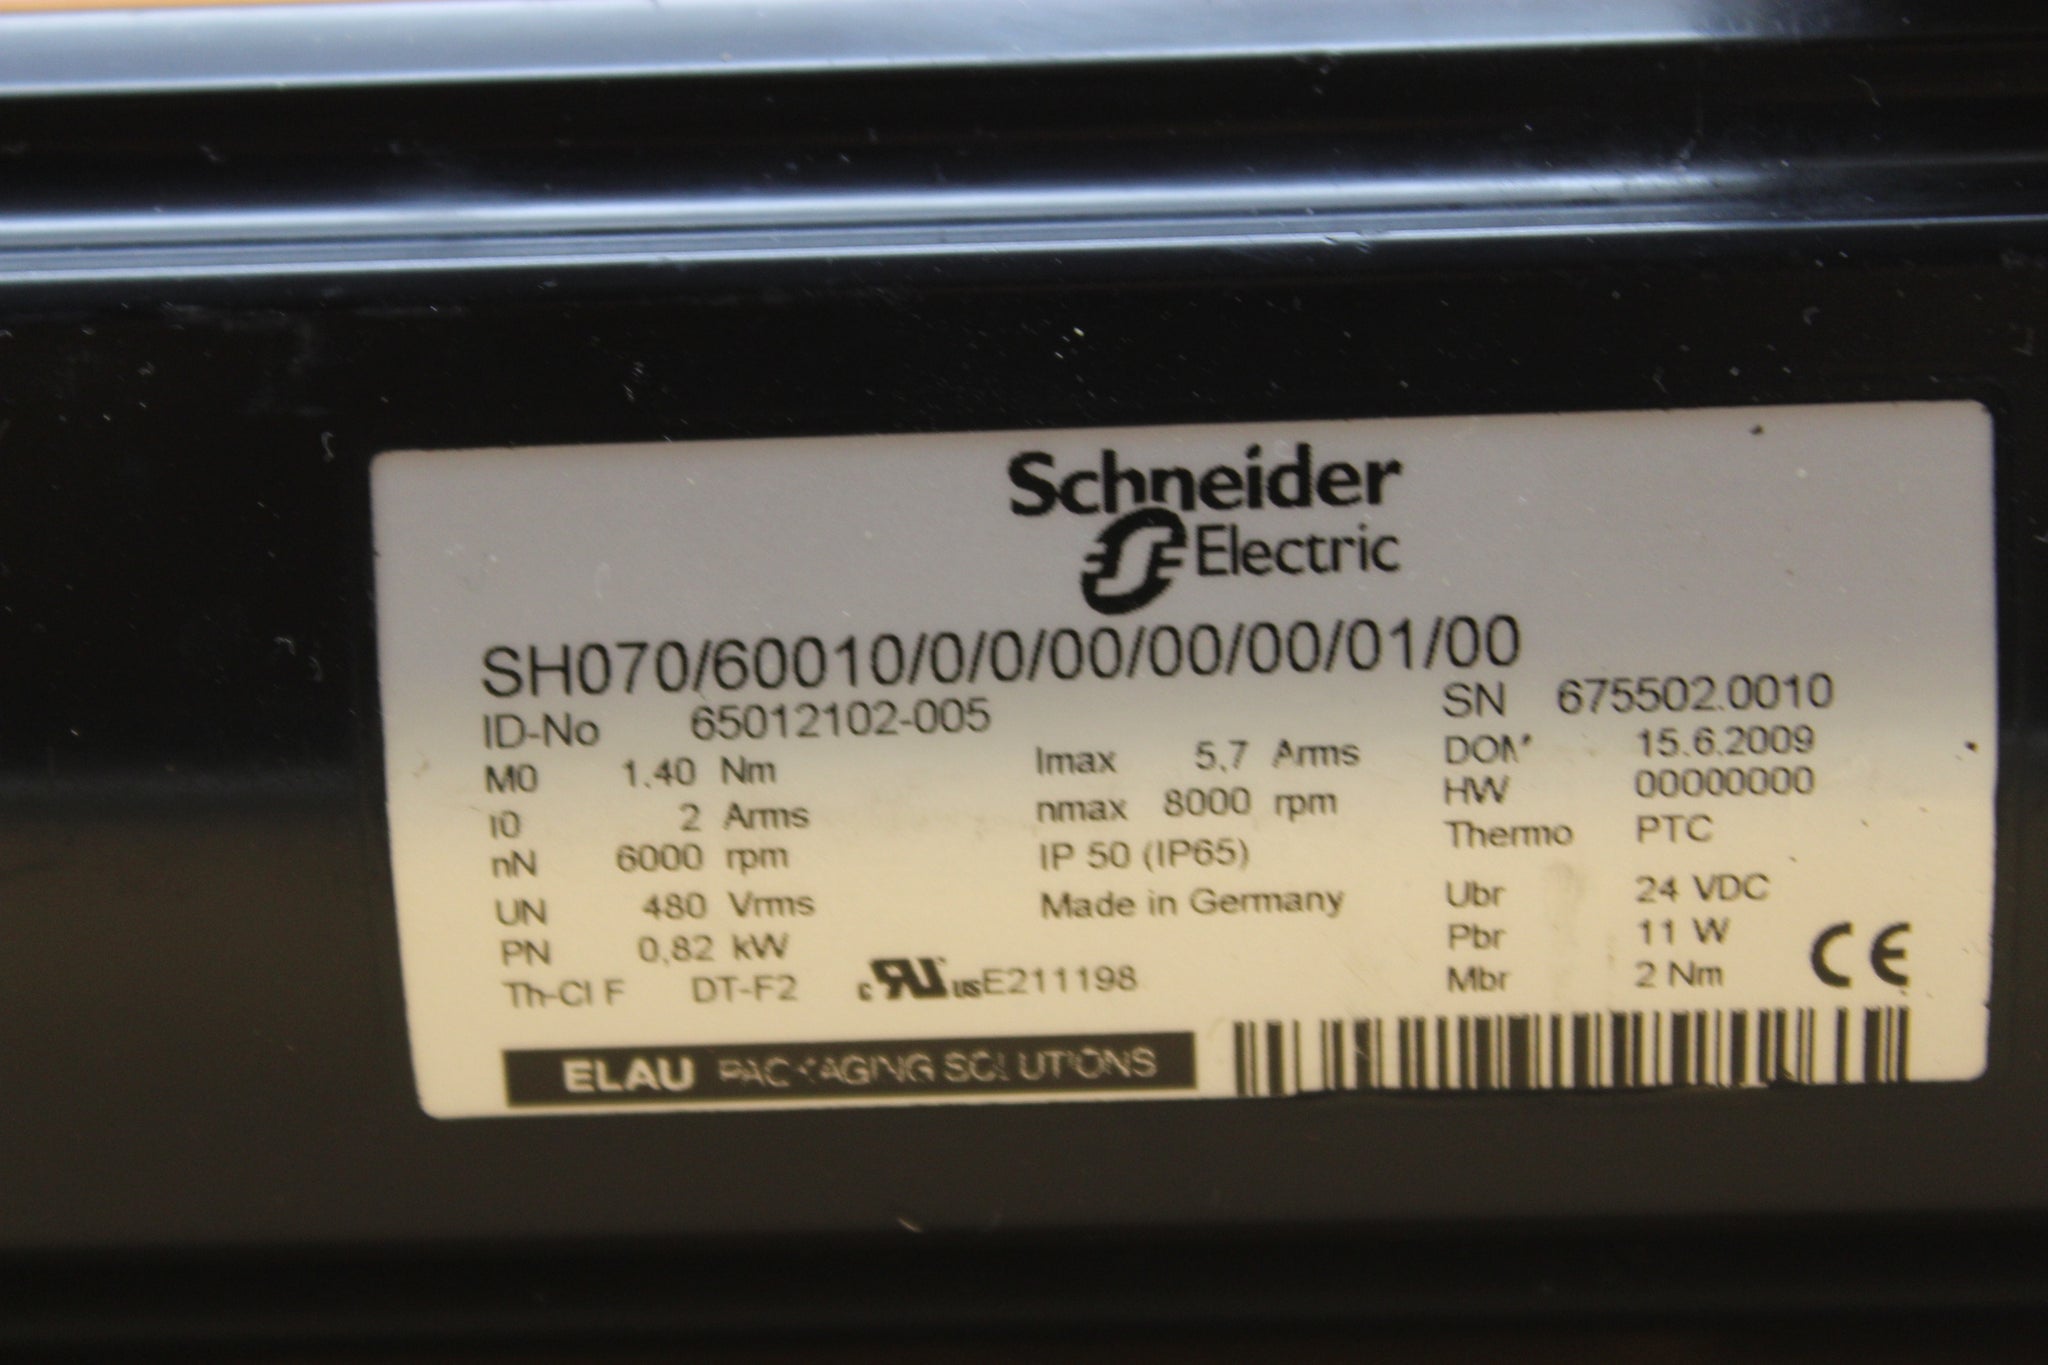 Schneider
Electric
SH070/60010/0/0/00/00/00/01/00
ID-No 65012102-005
SN 675502.0010
M0 1.40 Nm
Imax 5,7 Arms
DOM 15.6.2009
I0 2 Arms
nmax 8000 rpm
HW 00000000
nN 6000 rpm
IP 50 (IP65)
Thermo PTC
UN 480 Vrms
Made in Germany
Ubr 24 VDC
PN 0,82 kW
Pbr 11 W
Th-Cl F DT-F2
c RU us E211198
Mbr 2 Nm
CE
ELAU PACKAGING SOLUTIONS